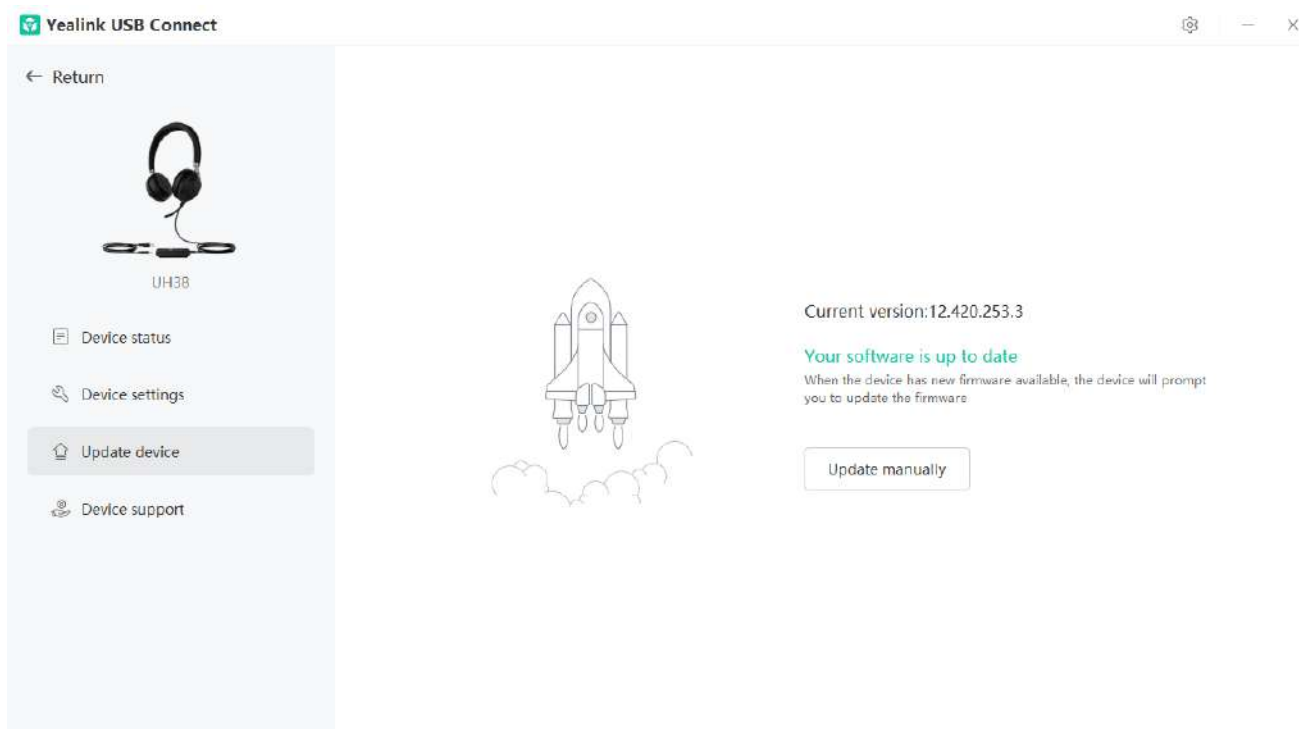 Yealink USB Connect
Return
UH38
Device status
Device settings
Update device
Device support
Current version:12.420.253.3
Your software is up to date
When the device has new firmware available, the device will prompt
you to update the firmware
Update manually